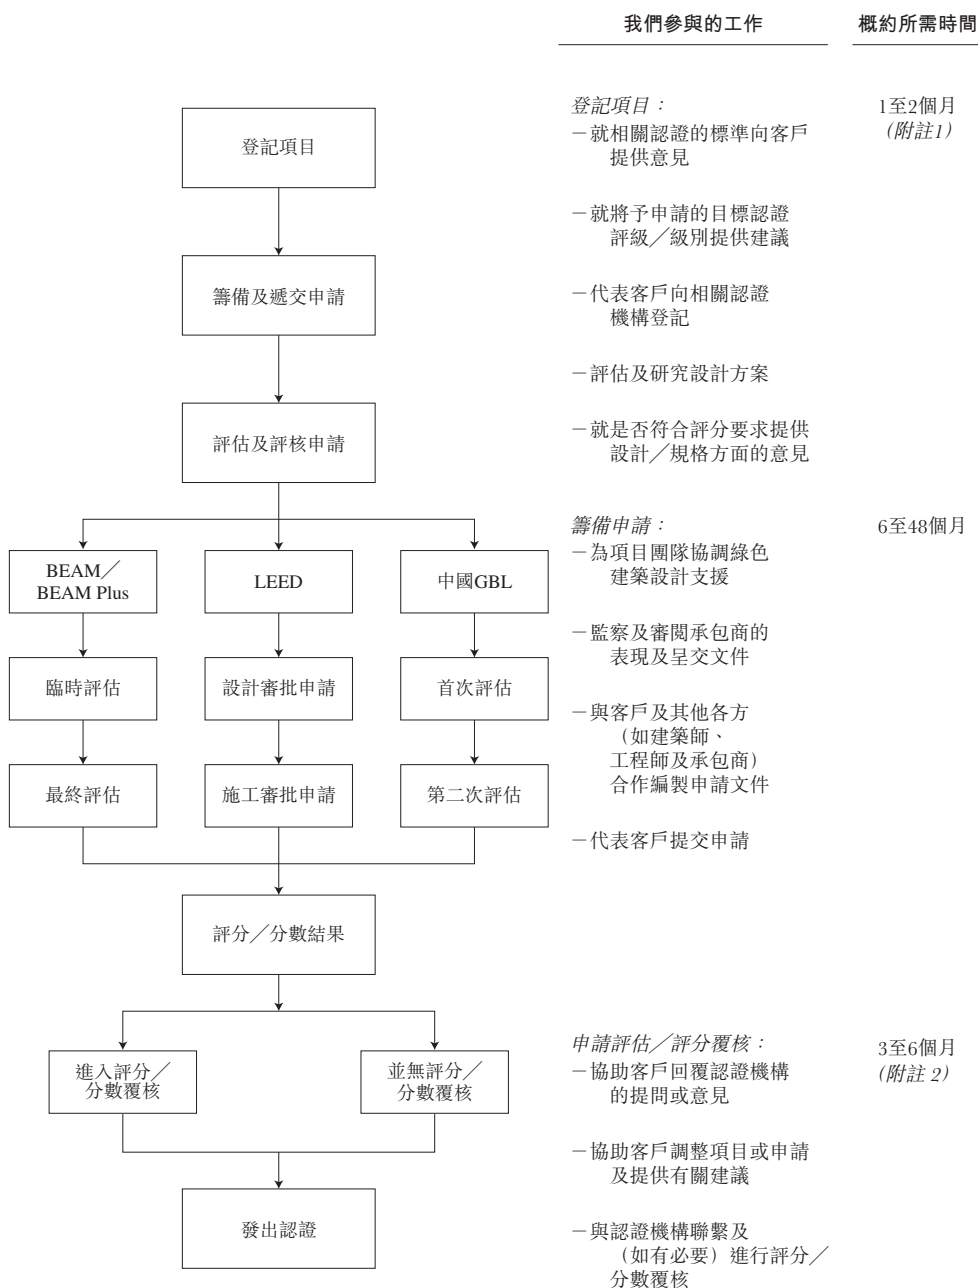 我們參與的工作
概約所需時間
登記項目
籌備及遞交申請
評估及評核申請
BEAM／
BEAM Plus
LEED
中國GBL
臨時評估
設計審批申請
首次評估
最終評估
施工審批申請
第二次評估
評分／分數結果
進入評分／
分數覆核
並無評分／
分數覆核
發出認證
登記項目：
－就相關認證的標準向客戶
提供意見
－就將予申請的目標認證
評級／級別提供建議
－代表客戶向相關認證
機構登記
－評估及研究設計方案
－就是否符合評分要求提供
設計／規格方面的意見
1至2個月
(附註1)
籌備申請：
－為項目團隊協調綠色
建築設計支援
－監察及審閱承包商的
表現及呈交文件
－與客戶及其他各方
（如建築師、
工程師及承包商）
合作編製申請文件
－代表客戶提交申請
6至48個月
申請評估／評分覆核：
－協助客戶回覆認證機構
的提問或意見
－協助客戶調整項目或申請
及提供有關建議
－與認證機構聯繫及
（如有必要）進行評分／
分數覆核
3至6個月
(附註 2)